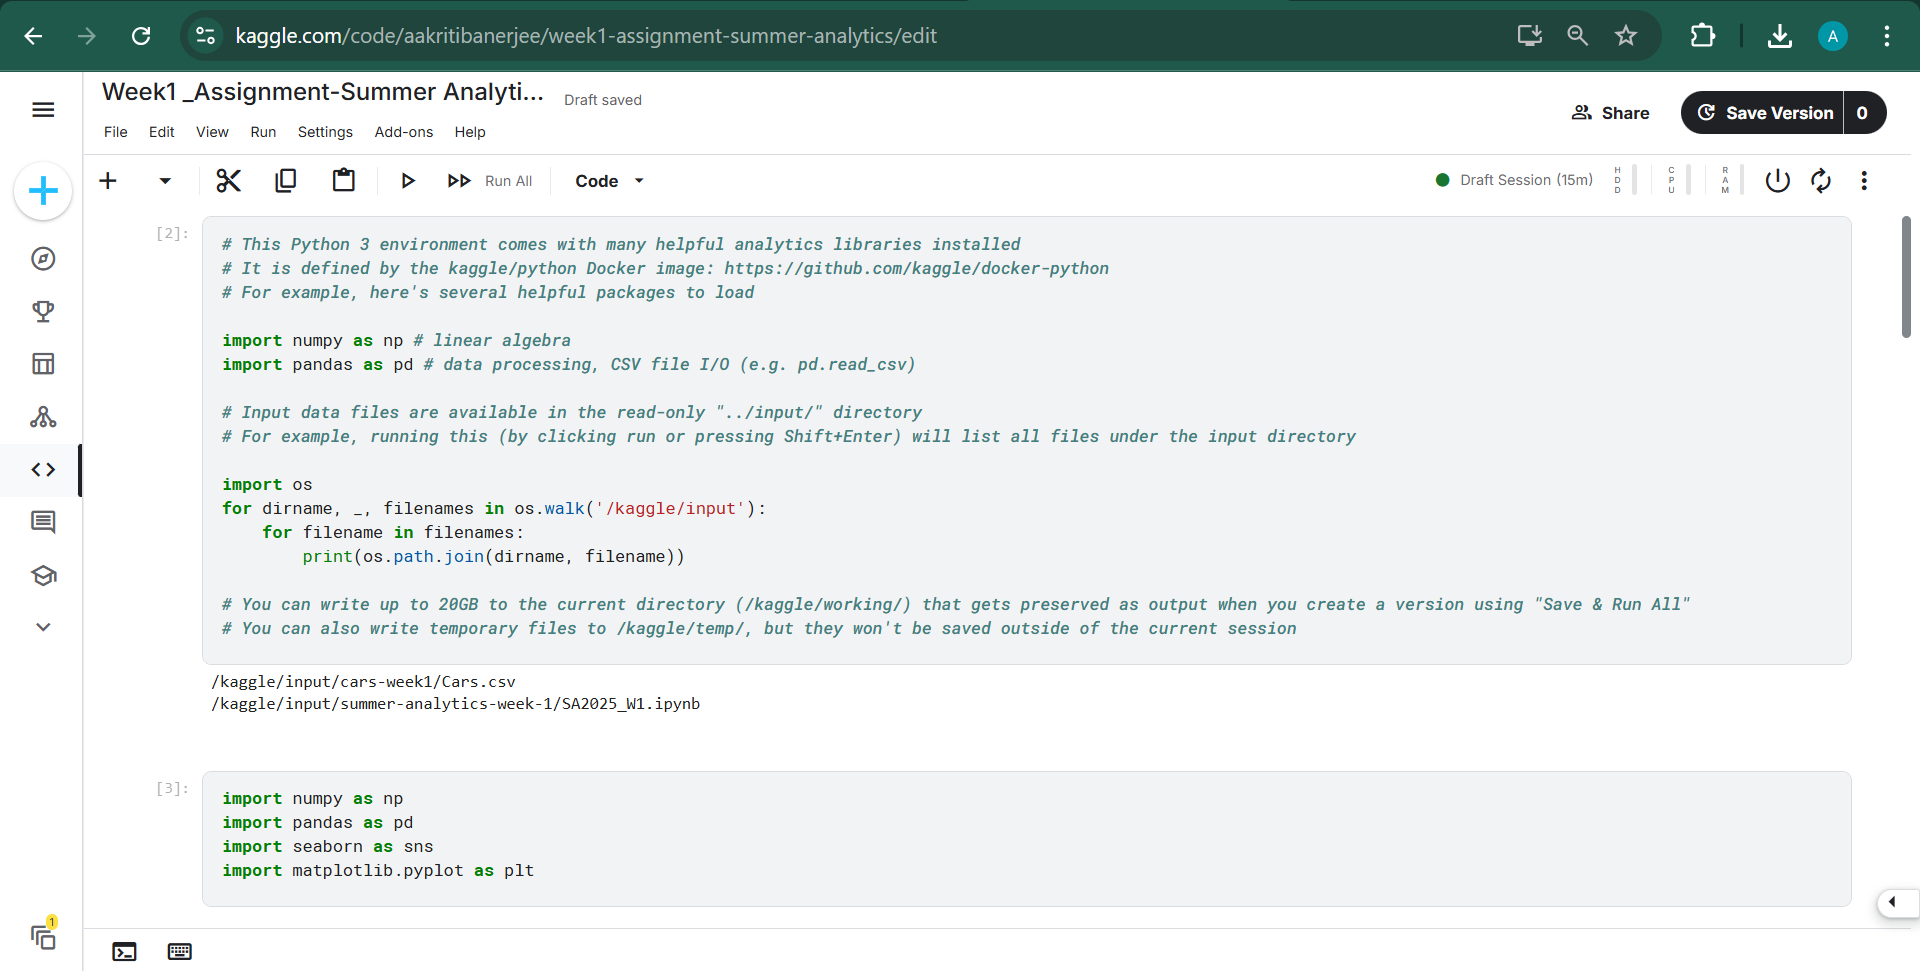 kaggle.com/code/aakritibanerjee/week1-assignment-summer-analytics/edit
A
Week1 _Assignment-Summer Analyti...
Draft saved
File Edit View Run Settings Add-ons Help
Share
Save Version 0
Run All
Code
Draft Session (15m)
HDD
CPU
RAM
[2]:
# This Python 3 environment comes with many helpful analytics libraries installed
# It is defined by the kaggle/python Docker image: https://github.com/kaggle/docker-python
# For example, here's several helpful packages to load
import numpy as np # linear algebra
import pandas as pd # data processing, CSV file I/O (e.g. pd.read_csv)
# Input data files are available in the read-only "../input/" directory
# For example, running this (by clicking run or pressing Shift+Enter) will list all files under the input directory
import os
for dirname, _, filenames in os.walk('/kaggle/input'):
    for filename in filenames:
        print(os.path.join(dirname, filename))
# You can write up to 20GB to the current directory (/kaggle/working/) that gets preserved as output when you create a version using "Save & Run All"
# You can also write temporary files to /kaggle/temp/, but they won't be saved outside of the current session
/kaggle/input/cars-week1/Cars.csv
/kaggle/input/summer-analytics-week-1/SA2025_W1.ipynb
[3]:
import numpy as np
import pandas as pd
import seaborn as sns
import matplotlib.pyplot as plt
1